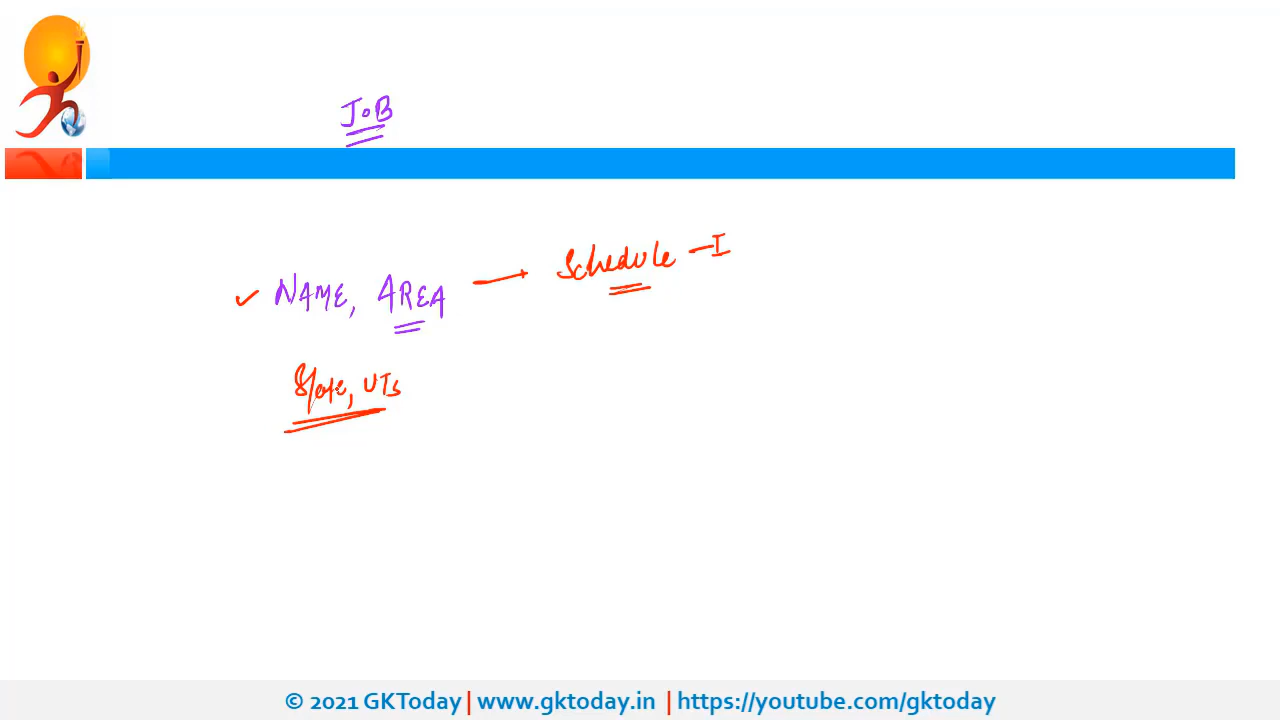 JOB
NAME, AREA — Schedule - I
State, UTs
© 2021 GKToday | www.gktoday.in | https://youtube.com/gktoday